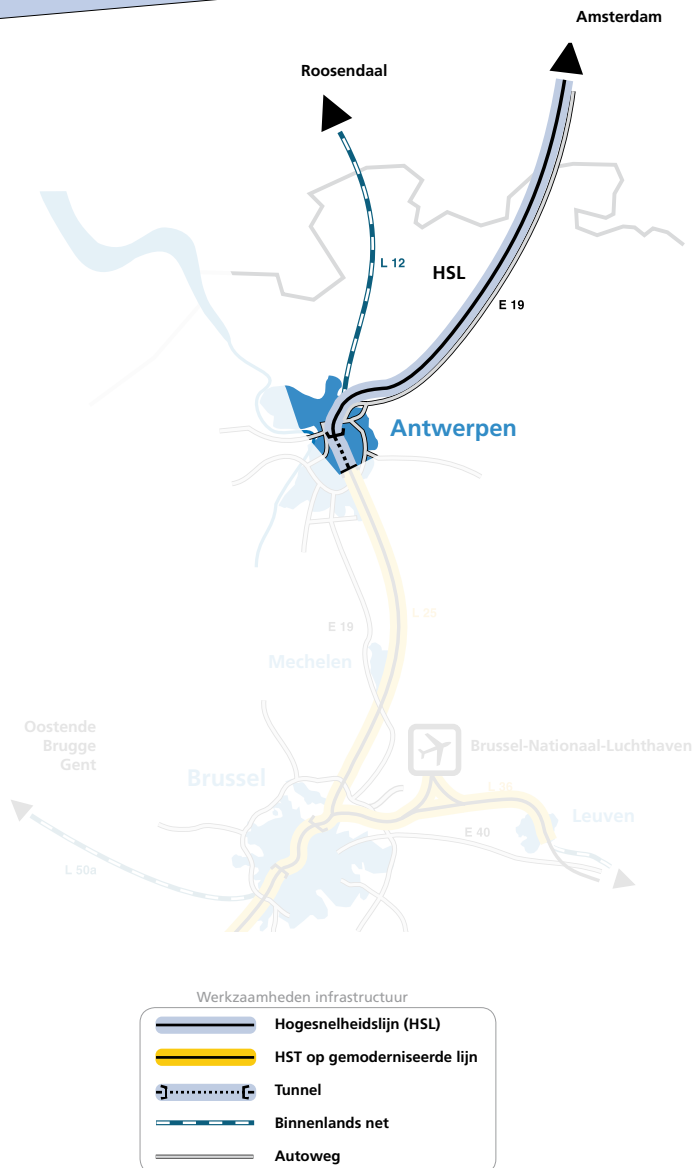 Amsterdam
Roosendaal
L 12
HSL
E 19
Antwerpen
L 25
E 19
Mechelen
Oostende
Brugge
Gent
Brussel-Nationaal-Luchthaven
Brussel
L 36
Leuven
E 40
L 50a
Werkzaamheden infrastructuur
Hogesnelheidslijn (HSL)
HST op gemoderniseerde lijn
Tunnel
Binnenlands net
Autoweg